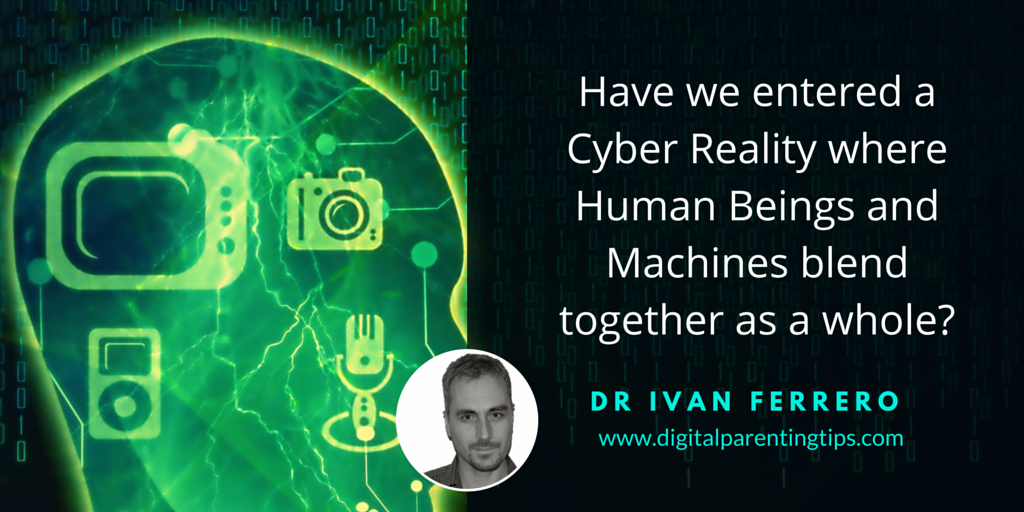 Have we entered a
Cyber Reality where
Human Beings and
Machines blend
together as a whole?
DR IVAN FERRERO
www.digitalparentingtips.com